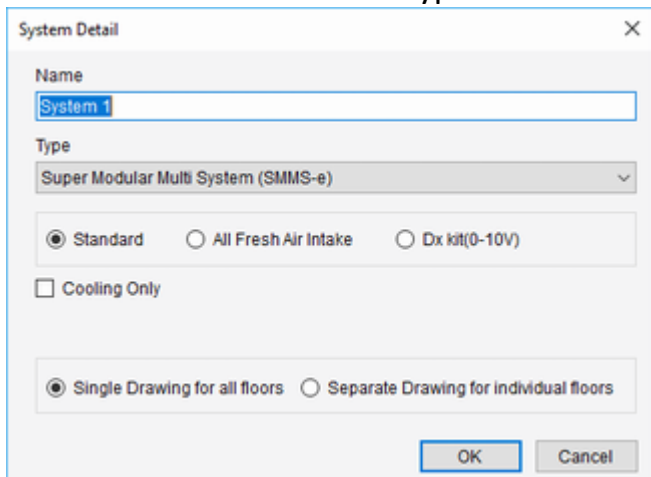 System Detail
Name
System 1
Type
Super Modular Multi System (SMMS-e)
Standard All Fresh Air Intake Dx kit(0-10V)
Cooling Only
Single Drawing for all floors Separate Drawing for individual floors
OK Cancel